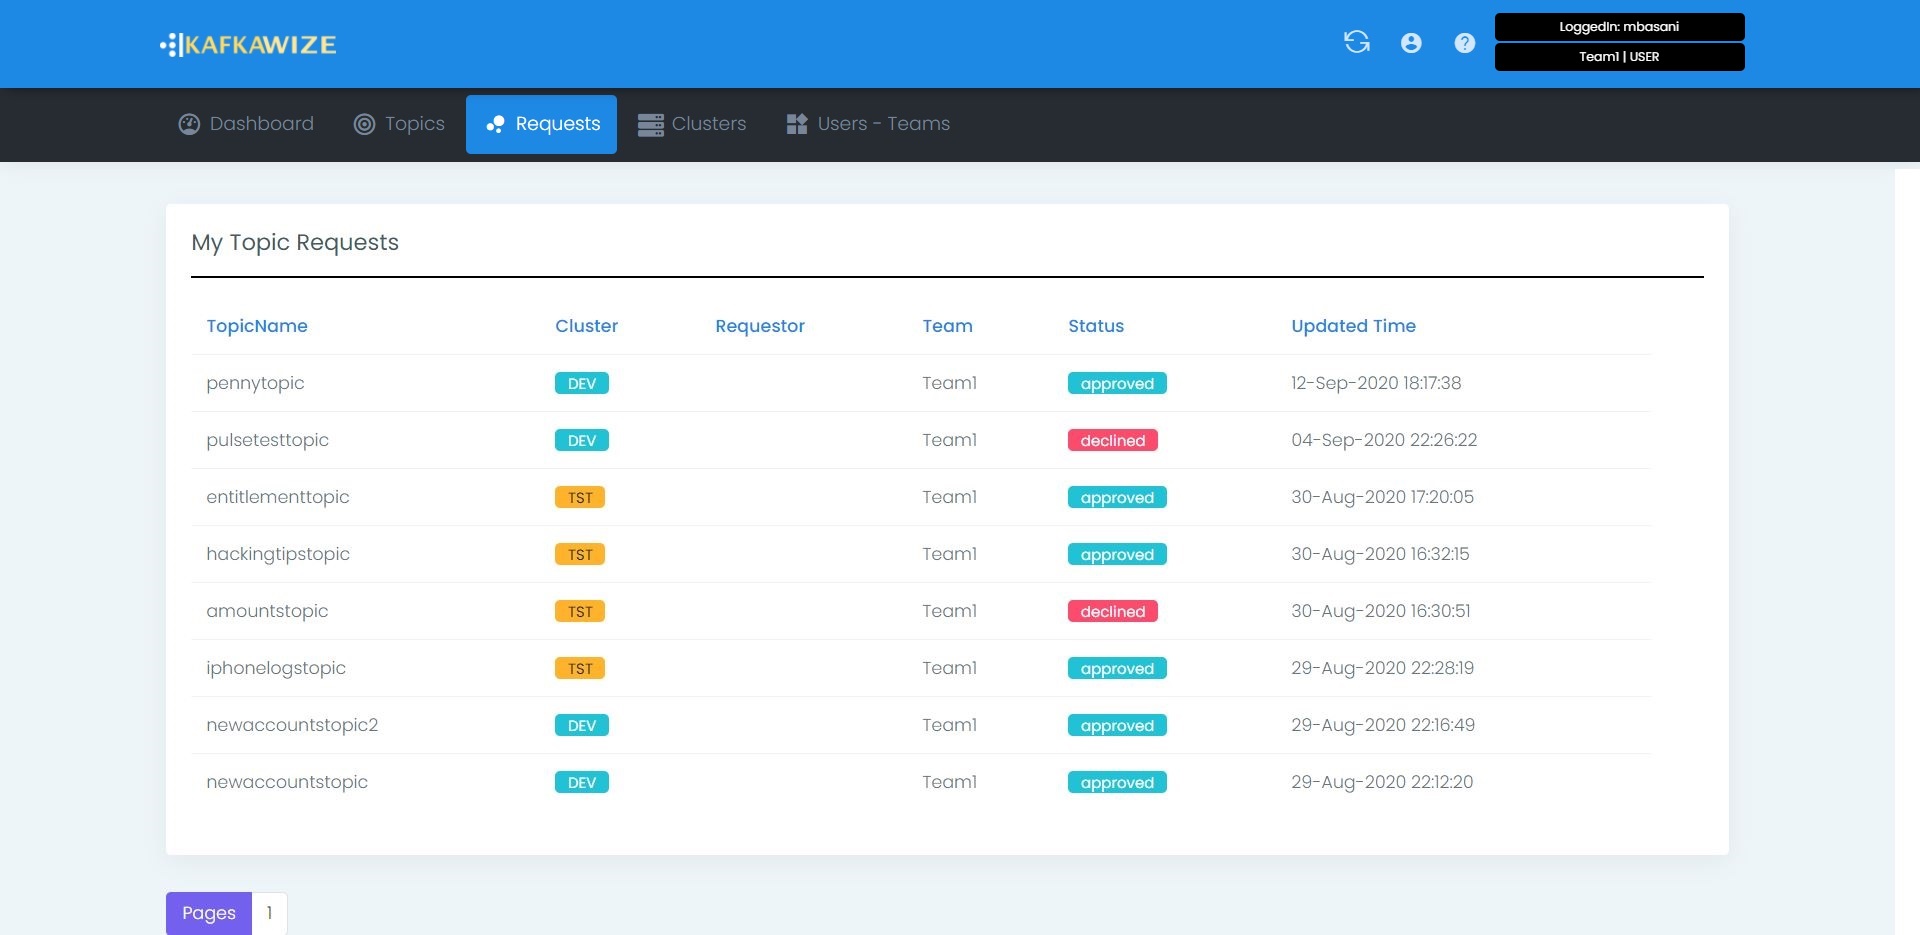 KAFKAWIZE
LoggedIn: mbasani
Team1 | USER
Dashboard Topics Requests Clusters Users - Teams
My Topic Requests
TopicName Cluster Requestor Team Status Updated Time
pennytopic DEV Team1 approved 12-Sep-2020 18:17:38
pulsetesttopic DEV Team1 declined 04-Sep-2020 22:26:22
entitlementtopic TST Team1 approved 30-Aug-2020 17:20:05
hackingtipstopic TST Team1 approved 30-Aug-2020 16:32:15
amountstopic TST Team1 declined 30-Aug-2020 16:30:51
iphonelogstopic TST Team1 approved 29-Aug-2020 22:28:19
newaccountstopic2 DEV Team1 approved 29-Aug-2020 22:16:49
newaccountstopic DEV Team1 approved 29-Aug-2020 22:12:20
Pages 1